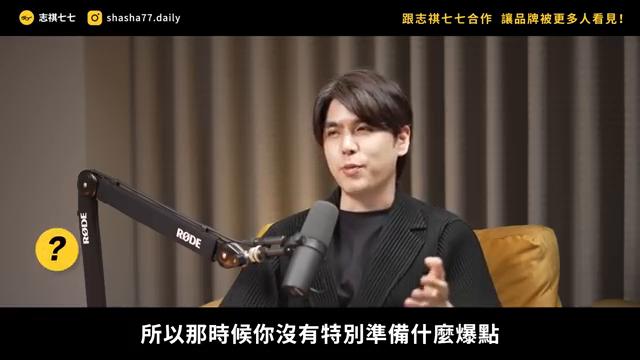 志祺七七
shasha77.daily
跟志祺七七合作 讓品牌被更多人看見!
RØDE
RØDE
?
所以那時候你沒有特別準備什麼爆點